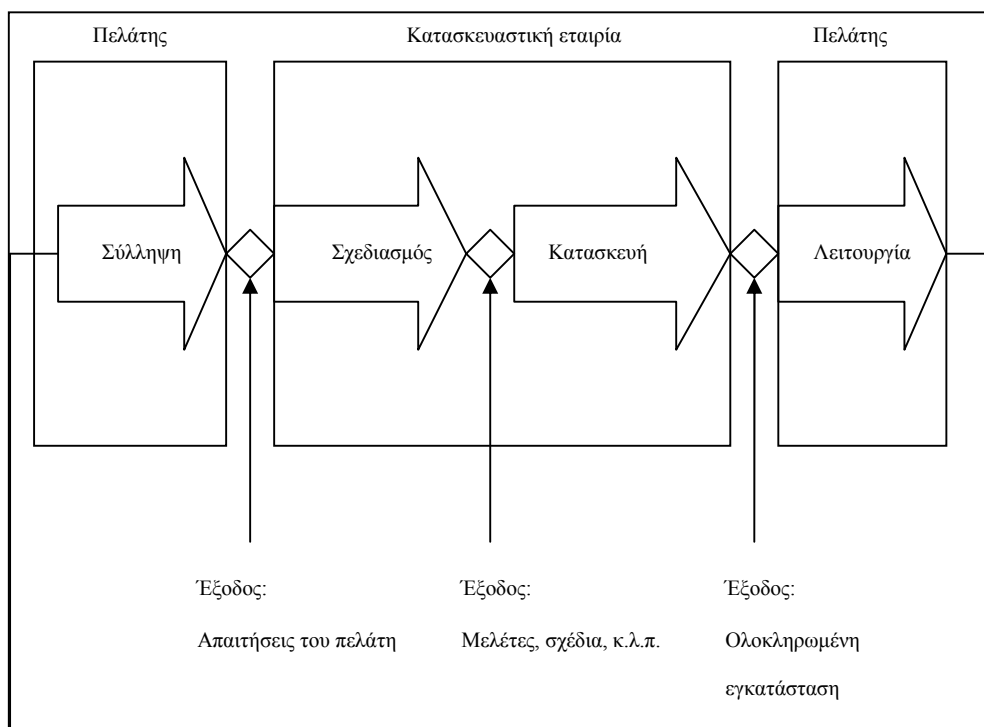 Πελάτης
Κατασκευαστική εταιρία
Πελάτης
Σύλληψη
Σχεδιασμός
Κατασκευή
Λειτουργία
Έξοδος:
Απαιτήσεις του πελάτη
Έξοδος:
Μελέτες, σχέδια, κ.λ.π.
Έξοδος:
Ολοκληρωμένη
εγκατάσταση